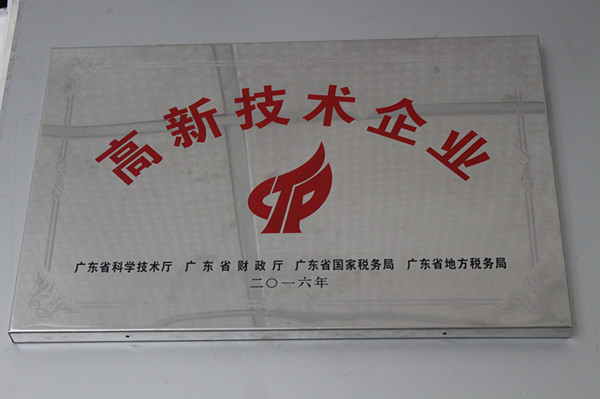 高新技术企业
广东省科学技术厅 广东省财政厅 广东省国家税务局 广东省地方税务局
二〇一六年